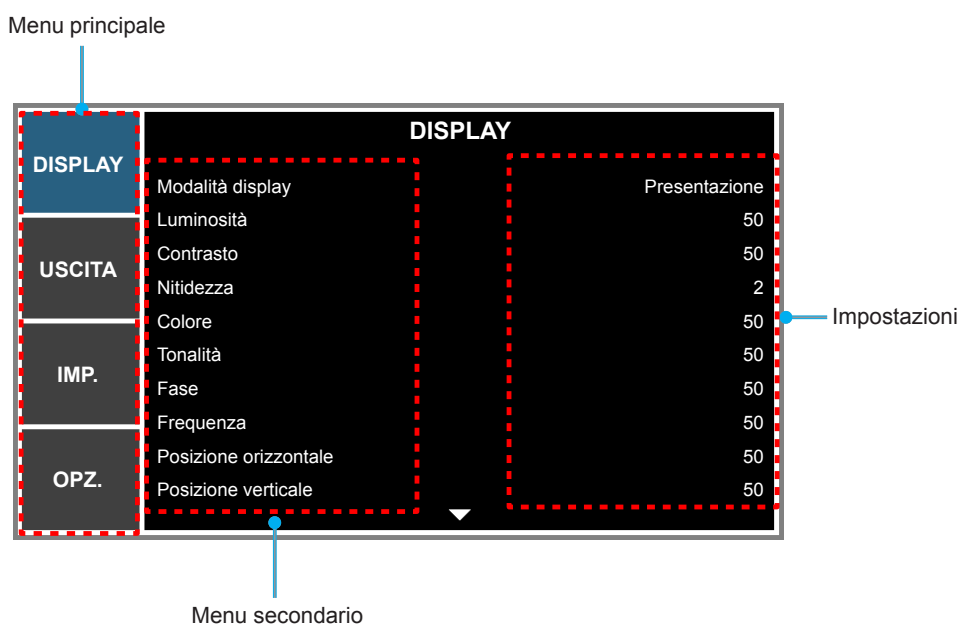 Menu principale
DISPLAY
DISPLAY
Modalità display Presentazione
Luminosità 50
Contrasto 50
USCITA
Nitidezza 2
Colore 50
Impostazioni
Tonalità 50
IMP.
Fase 50
Frequenza 50
Posizione orizzontale 50
OPZ.
Posizione verticale 50
Menu secondario